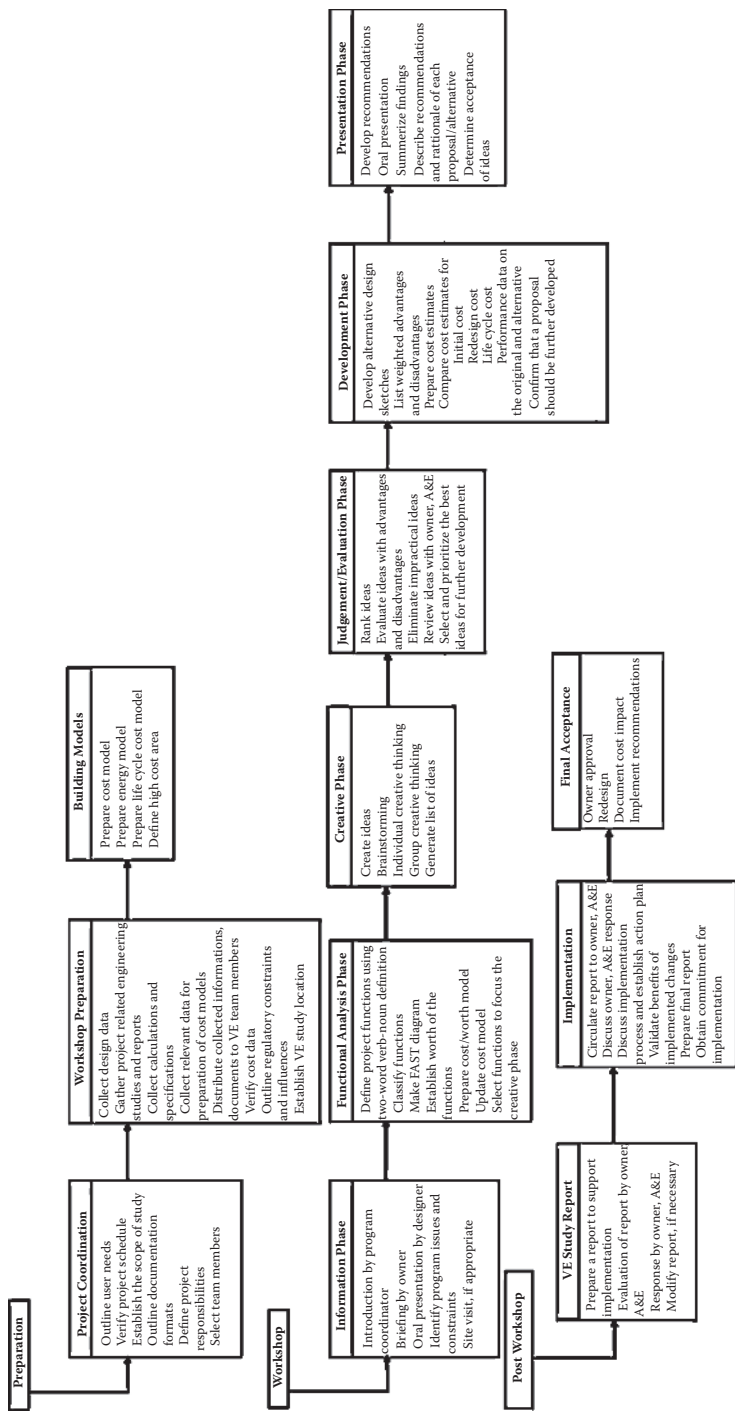 Preparation
Project Coordination
Outline user needs
Verify project schedule
Establish the scope of study
Outline documentation
formats
Define project
responsibilities
Select team members
Workshop Preparation
Collect design data
Gather project related engineering
studies and reports
Collect calculations and
specifications
Collect relevant data for
preparation of cost models
Distribute collected informations,
documents to VE team members
Verify cost data
Outline regulatory constraints
and influences
Establish VE study location
Building Models
Prepare cost model
Prepare energy model
Prepare life cycle cost model
Define high cost area
Workshop
Information Phase
Introduction by program
coordinator
Briefing by owner
Oral presentation by designer
Identify program issues and
constraints
Site visit, if appropriate
Functional Analysis Phase
Define project functions using
two-word verb-noun definition
Classify functions
Make FAST diagram
Establish worth of the
functions
Prepare cost/worth model
Update cost model
Select functions to focus the
creative phase
Creative Phase
Create ideas
Brainstorming
Individual creative thinking
Group creative thinking
Generate list of ideas
Judgement/Evaluation Phase
Rank ideas
Evaluate ideas with advantages
and disadvantages
Eliminate impractical ideas
Review ideas with owner, A&E
Select and prioritize the best
ideas for further development
Development Phase
Develop alternative design
sketches
List weighted advantages
and disadvantages
Prepare cost estimates
Compare cost estimates for
Initial cost
Redesign cost
Life cycle cost
Performance data on
the original and alternative
Confirm that a proposal
should be further developed
Presentation Phase
Develop recommendations
Oral presentation
Summerize findings
Describe recommendations
and rattionale of each
proposal/alternative
Determine acceptance
of ideas
Post Workshop
VE Study Report
Prepare a report to support
implementation
Evaluation of report by owner
A&E
Response by owner, A&E
Modify report, if necessary
Implementation
Circulate report to owner, A&E
Discuss owner, A&E response
Discuss implementation
process and establish action plan
Validate benefits of
implemented changes
Prepare final report
Obtain commitment for
implementation
Final Acceptance
Owner approval
Redesign
Document cost impact
Implement recommendations